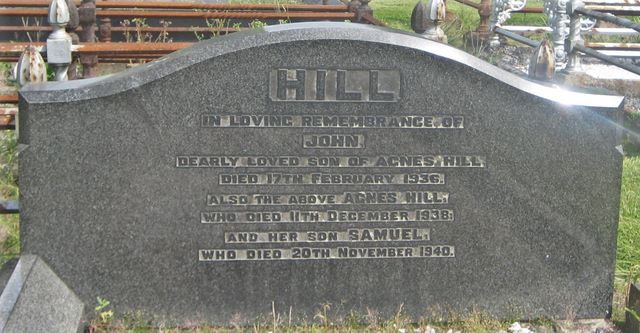 HILL
IN LOVING REMEMBRANCE OF
JOHN,
DEARLY LOVED SON OF AGNES HILL,
DIED 17TH FEBRUARY 1936.
ALSO THE ABOVE AGNES HILL,
WHO DIED 11TH DECEMBER 1938.
AND HER SON SAMUEL,
WHO DIED 20TH NOVEMBER 1940.